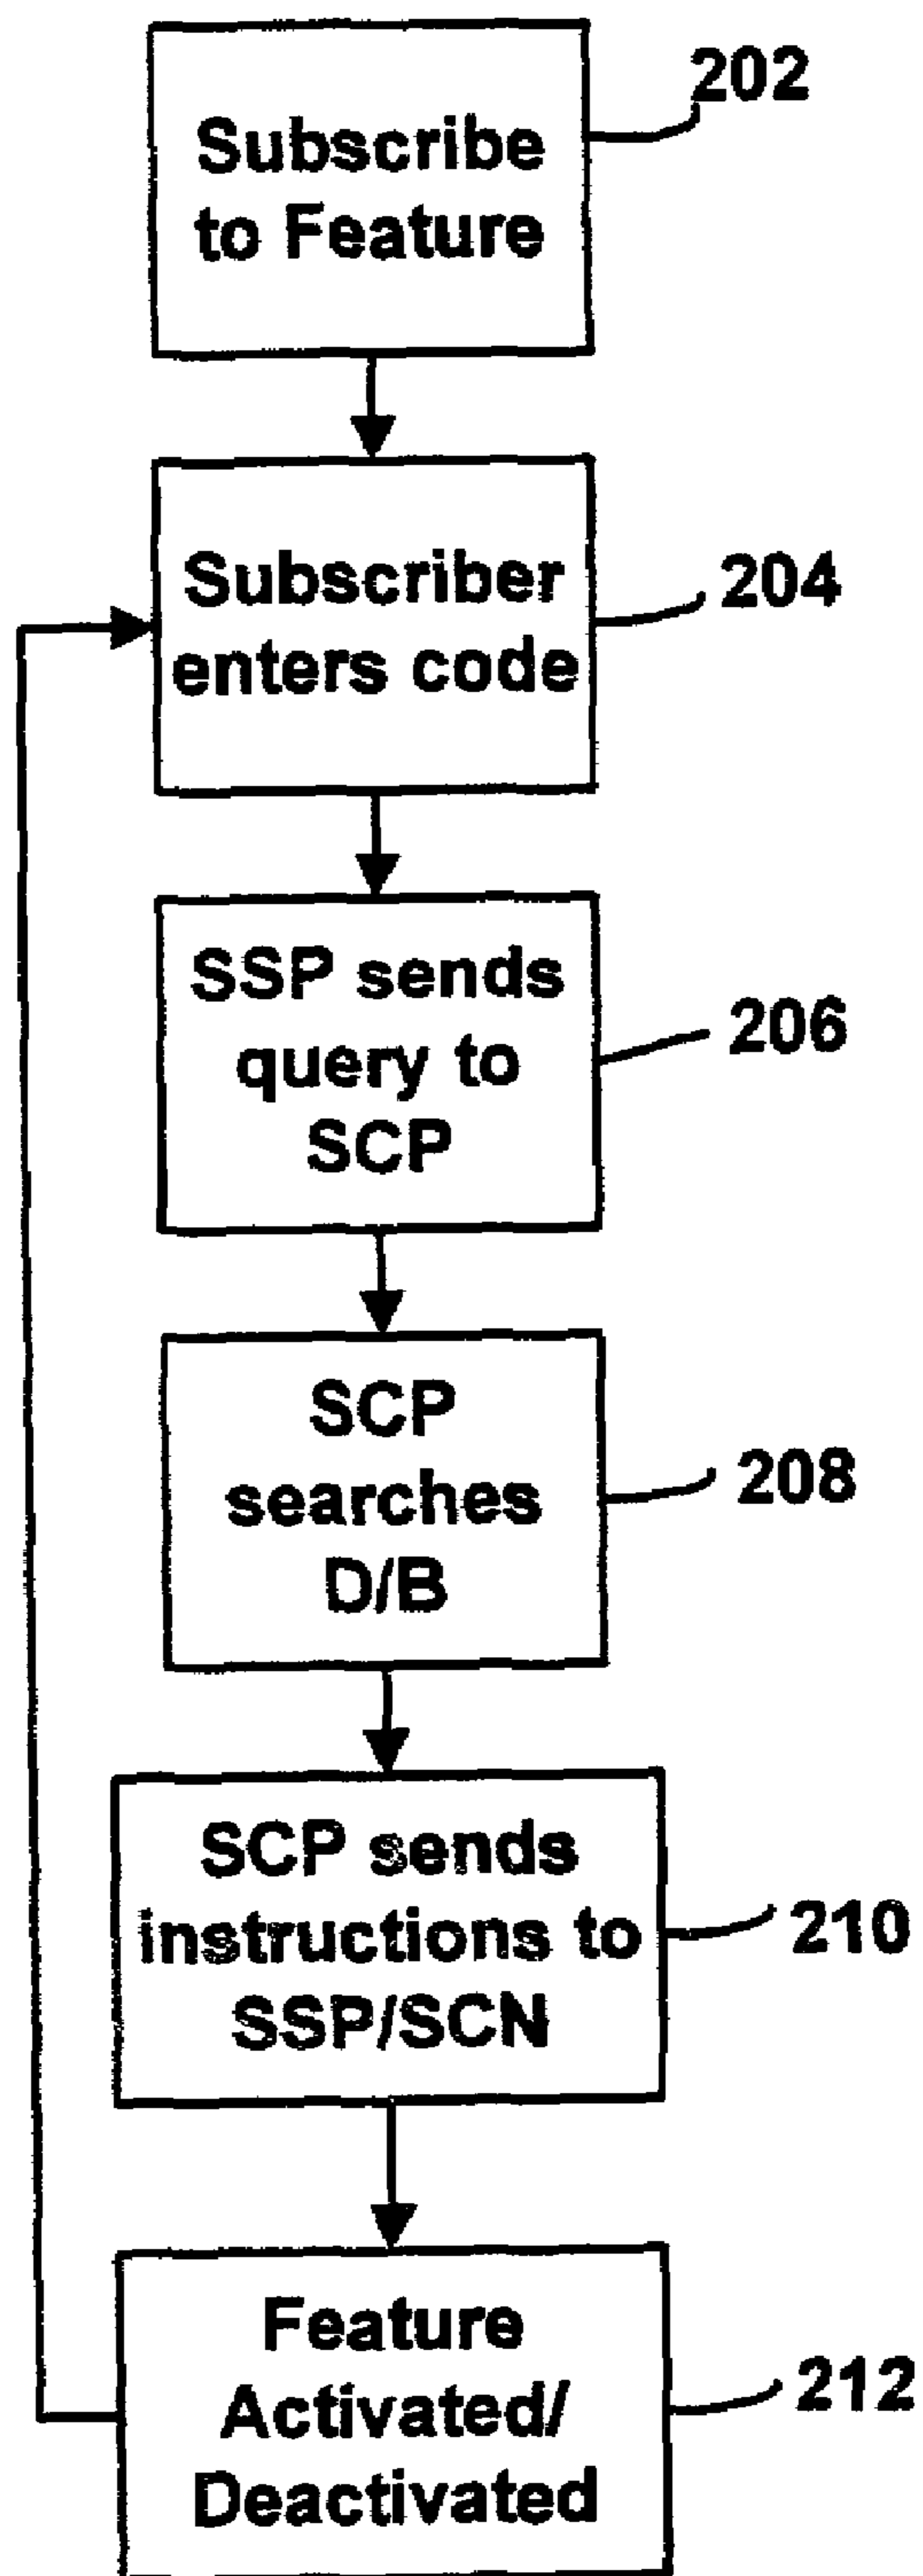 Subscribe
to Feature
202
Subscriber
enters code
204
SSP sends
query to
SCP
206
SCP
searches
D/B
208
SCP sends
instructions to
SSP/SCN
210
Feature
Activated/
Deactivated
212